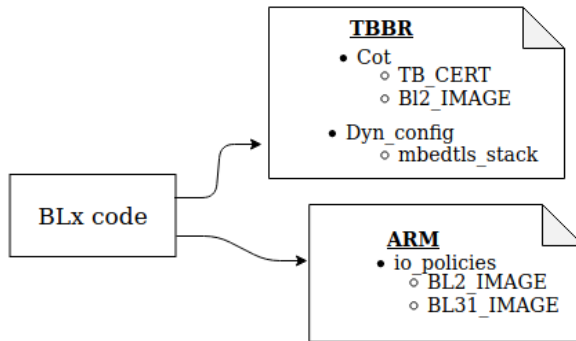 TBBR
• Cot
○ TB_CERT
○ Bl2_IMAGE
• Dyn_config
○ mbedtls_stack
BLx code
ARM
• io_policies
○ BL2_IMAGE
○ BL31_IMAGE